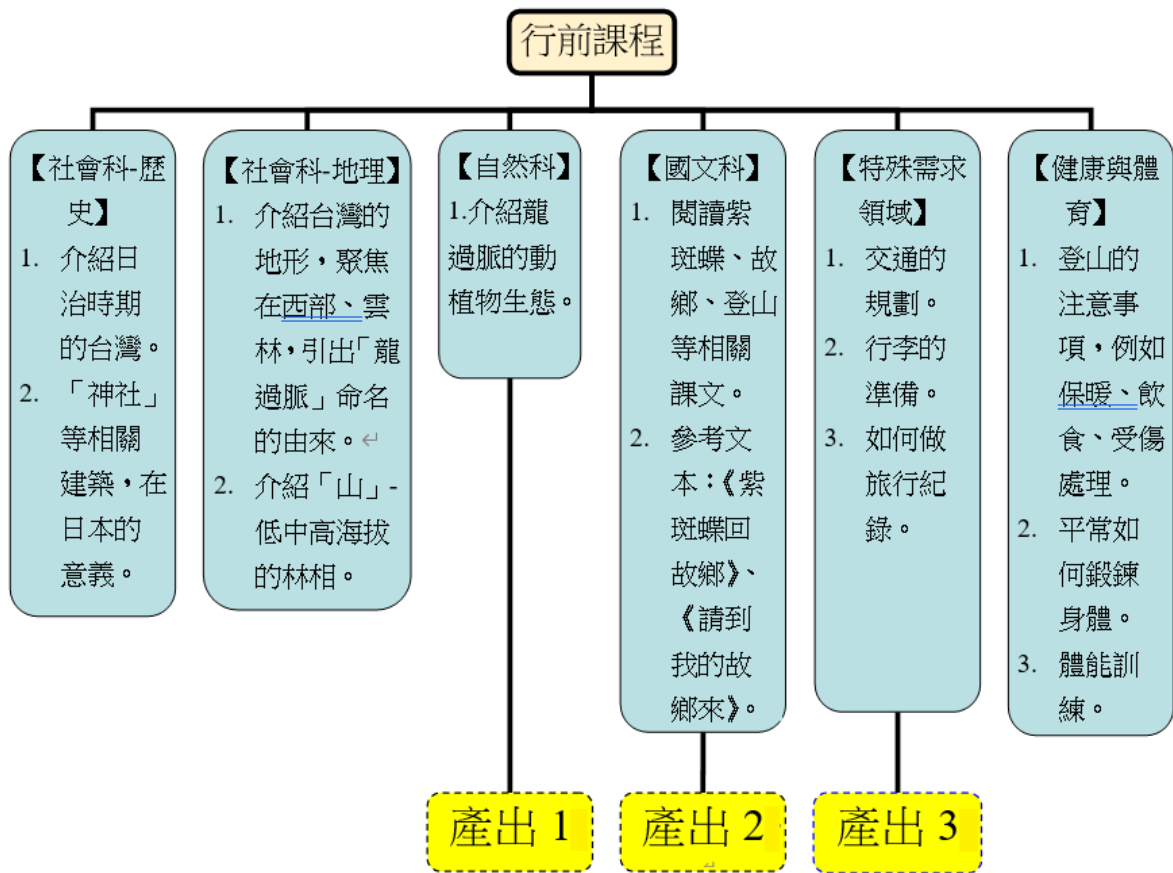 行前課程
【社會科-歷
史】
1. 介紹日
治時期
的台灣。
2. 「神社」
等相關
建築，在
日本的
意義。
【社會科-地理】
1. 介紹台灣的
地形，聚焦
在西部、雲
林，引出「龍
過脈」命名
的由來。
2. 介紹「山」-
低中高海拔
的林相。
【自然科】
1.介紹龍
過脈的動
植物生態。
【國文科】
1. 閱讀紫
斑蝶、故
鄉、登山
等相關
課文。
2. 參考文
本：《紫
斑蝶回
故鄉》、
《請到
我的故
鄉來》。
【特殊需求
領域】
1. 交通的
規劃。
2. 行李的
準備。
3. 如何做
旅行紀
錄。
【健康與體
育】
1. 登山的
注意事
項，例如
保暖、飲
食、受傷
處理。
2. 平常如
何鍛鍊
身體。
3. 體能訓
練。
產出 1
產出 2
產出 3